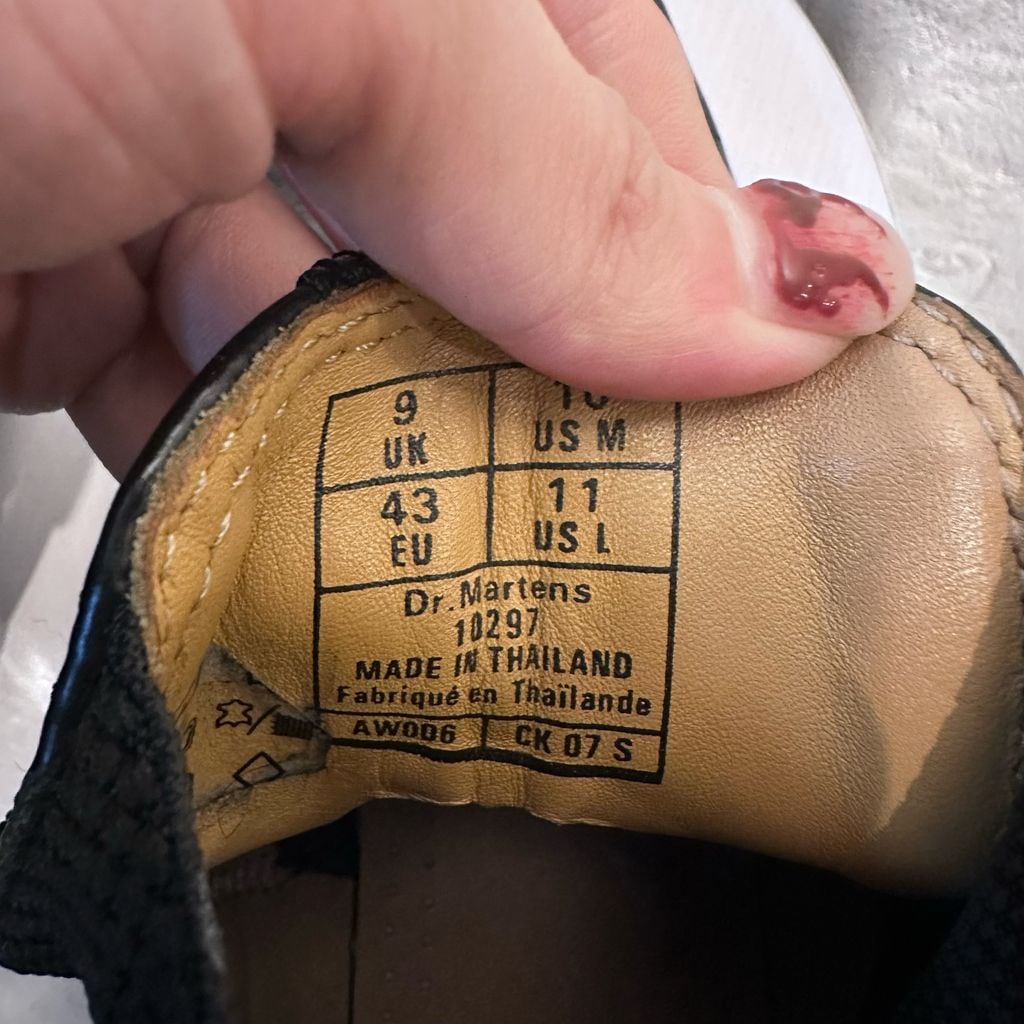 9
UK
10
US M
43
EU
11
US L
Dr. Martens
10297
MADE IN THAILAND
Fabriqué en Thaïlande
AW006
CK 07 S